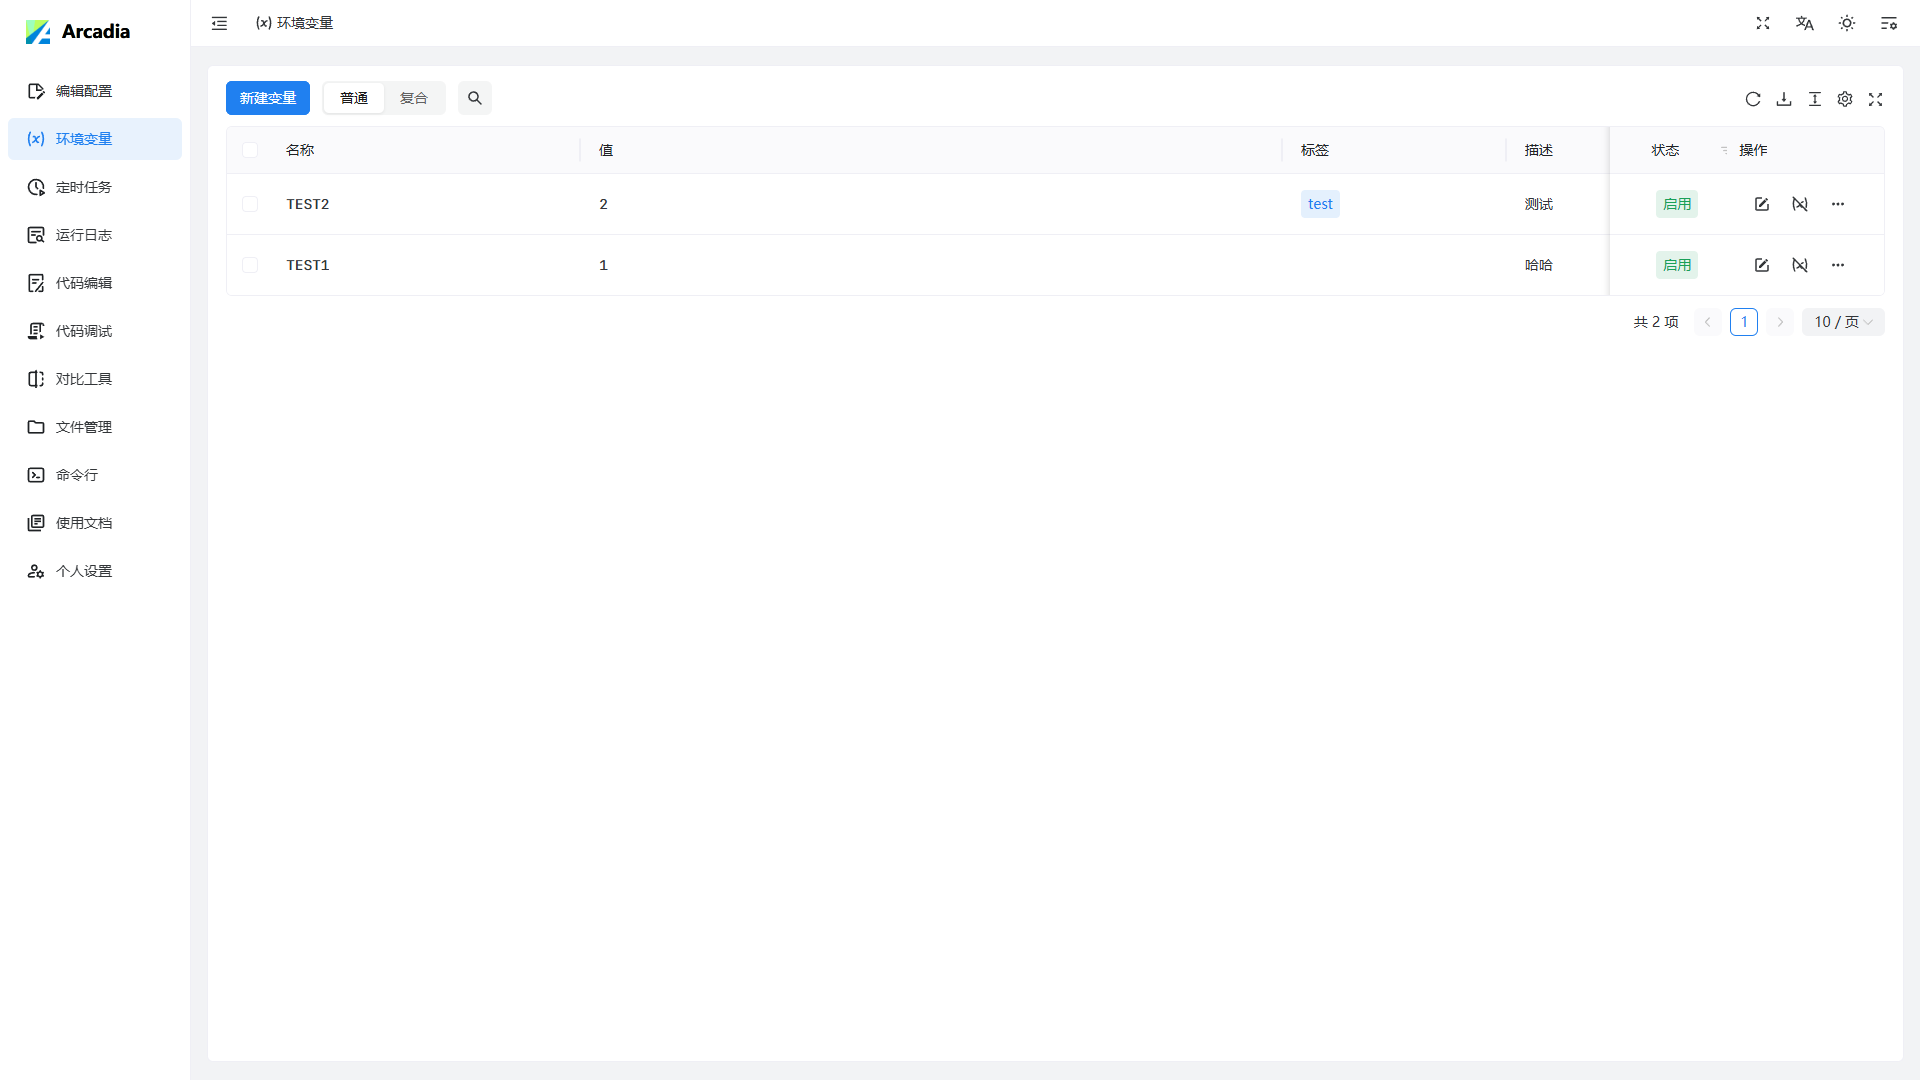 Arcadia
编辑配置
环境变量
定时任务
运行日志
代码编辑
代码调试
对比工具
文件管理
命令行
使用文档
个人设置
(x) 环境变量
新建变量 普通 复合
名称 值 标签 描述 状态 操作
TEST2 2 test 测试 启用
TEST1 1 哈哈 启用
共 2 项 1 10 / 页